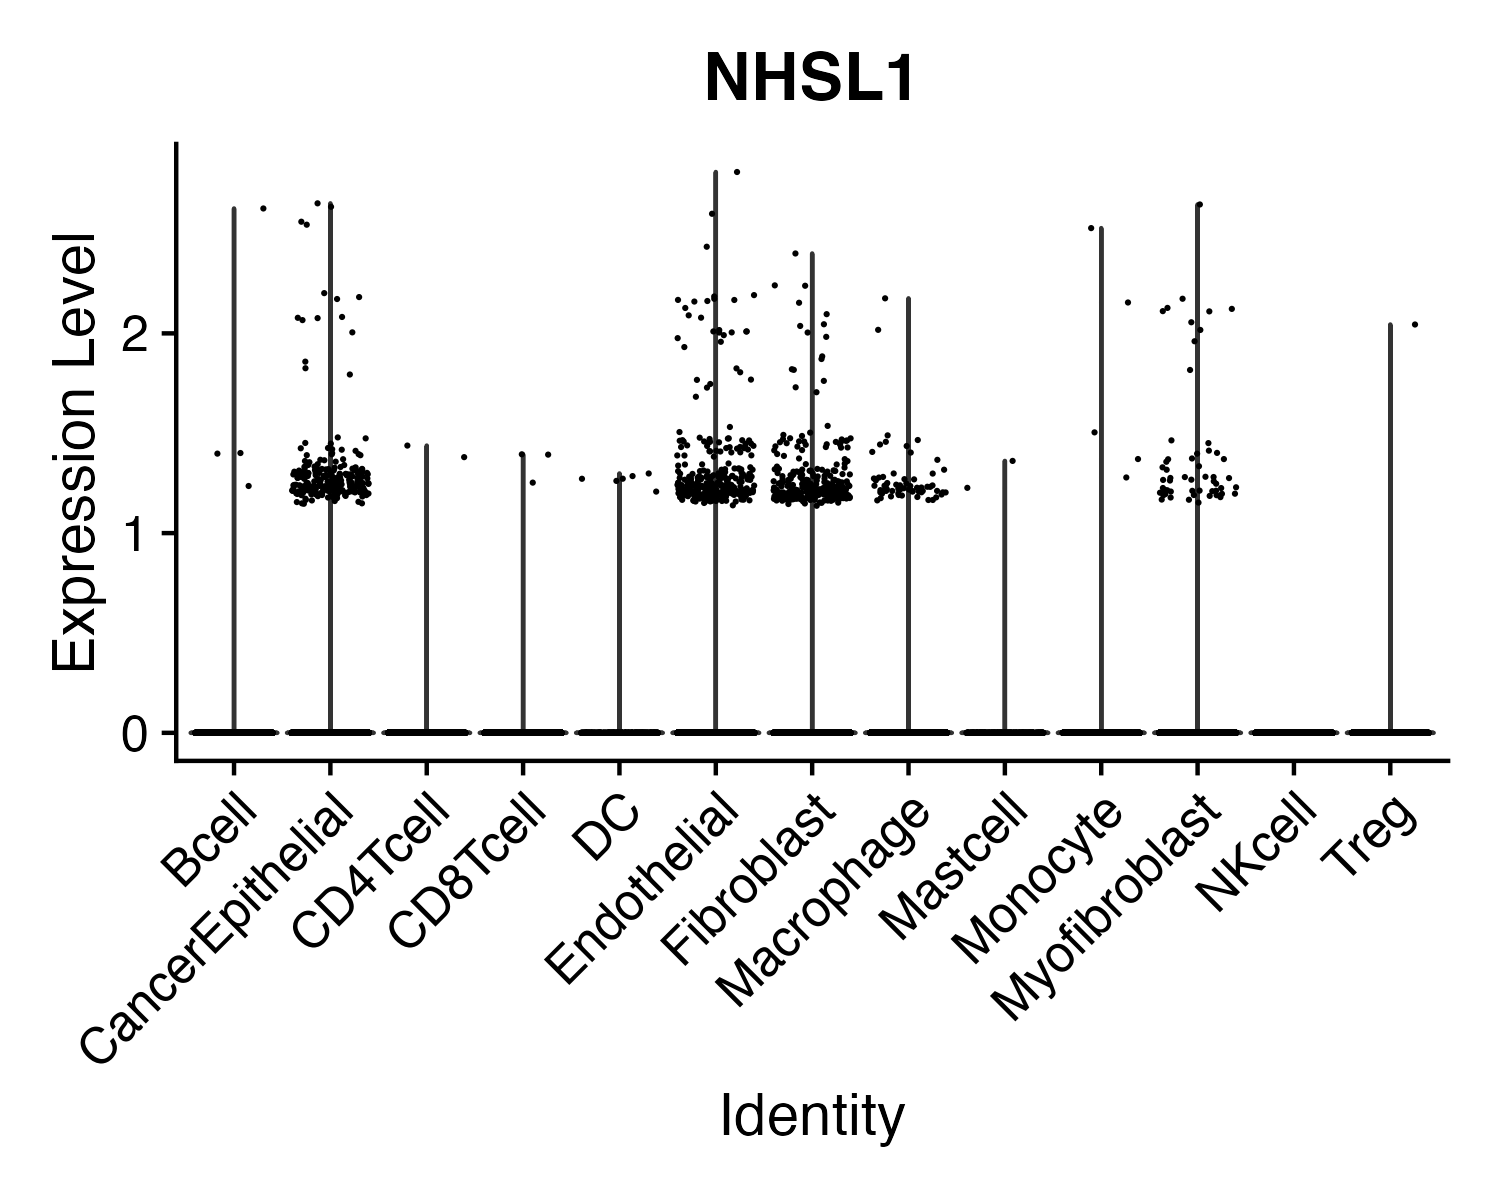 NHSL1
Expression Level
2
1
0
Bcell
CancerEpithelial
CD4Tcell
CD8Tcell
DC
Endothelial
Fibroblast
Macrophage
Mastcell
Monocyte
Myofibroblast
NKcell
Treg
Identity